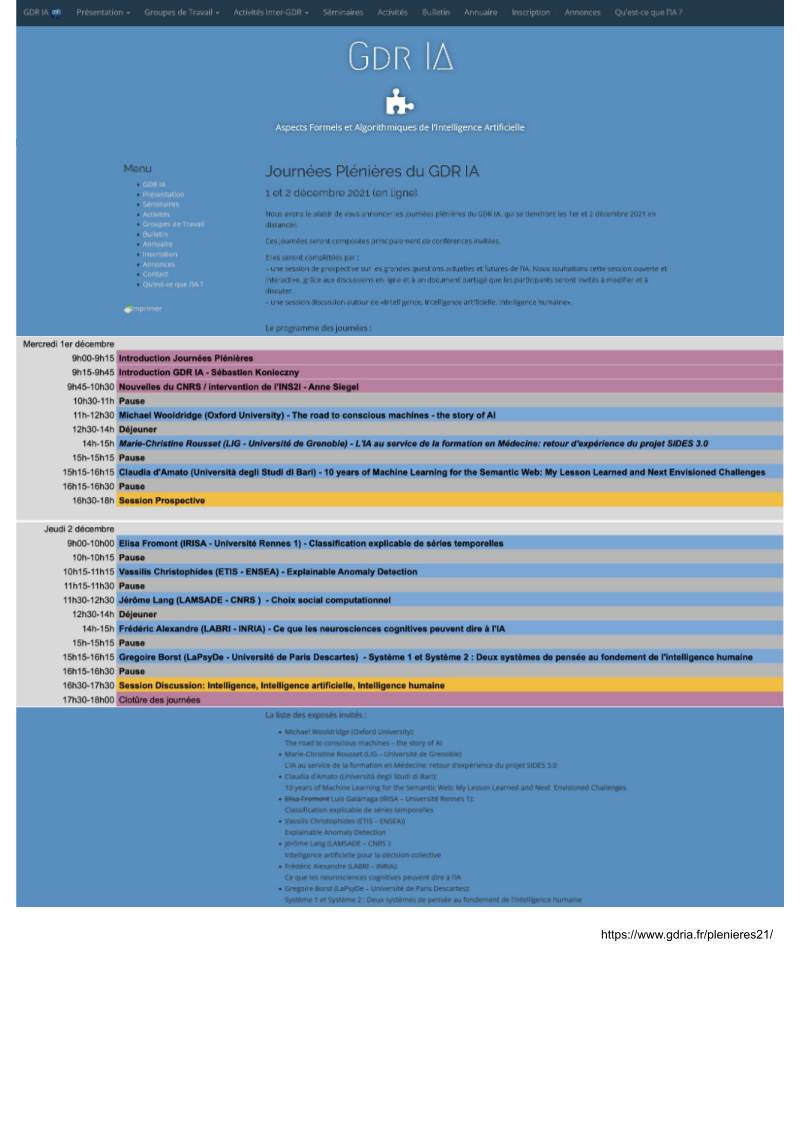 GDR IA Présentation Groupes de Travail Activités Inter-GDR Séminaires Activités Bulletin Annuaire Inscription Annonces Qu'est-ce que l'IA ?
GDR IA
Aspects Formels et Algorithmiques de l'Intelligence Artificielle
Menu
GDR IA
Présentation
Séminaires
Activités
Groupes de Travail
Bulletin
Annuaire
Inscription
Annonces
Contact
Qu'est-ce que l'IA ?
Imprimer
Journées Plénières du GDR IA
1 et 2 décembre 2021 (en ligne)
Nous avons le plaisir de vous annoncer les journées plénières du GDR IA, qui se tiendront les 1er et 2 décembre 2021 en
distanciel.
Ces journées seront composées principalement de conférences invitées.
Elles seront complétées par :
– une session de prospective sur les grandes questions actuelles et futures de l'IA. Nous souhaitons cette session ouverte et
interactive, grâce aux discussions en ligne et à un document partagé que les participants seront invités à modifier et à
discuter.
– une session discussion autour de «Intelligence, Intelligence artificielle, Intelligence humaine».
Le programme des journées :
Mercredi 1er décembre
9h00-9h15 Introduction Journées Plénières
9h15-9h45 Introduction GDR IA - Sébastien Konieczny
9h45-10h30 Nouvelles du CNRS / intervention de l'INS2I - Anne Siegel
10h30-11h Pause
11h-12h30 Michael Wooldridge (Oxford University) - The road to conscious machines - the story of AI
12h30-14h Déjeuner
14h-15h Marie-Christine Rousset (LIG - Université de Grenoble) - L'IA au service de la formation en Médecine: retour d'expérience du projet SIDES 3.0
15h-15h15 Pause
15h15-16h15 Claudia d'Amato (Università degli Studi di Bari) - 10 years of Machine Learning for the Semantic Web: My Lesson Learned and Next Envisioned Challenges
16h15-16h30 Pause
16h30-18h Session Prospective
Jeudi 2 décembre
9h00-10h00 Elisa Fromont (IRISA - Université Rennes 1) - Classification explicable de séries temporelles
10h-10h15 Pause
10h15-11h15 Vassilis Christophides (ETIS - ENSEA) - Explainable Anomaly Detection
11h15-11h30 Pause
11h30-12h30 Jérôme Lang (LAMSADE - CNRS ) - Choix social computationnel
12h30-14h Déjeuner
14h-15h Frédéric Alexandre (LABRI - INRIA) - Ce que les neurosciences cognitives peuvent dire à l'IA
15h-15h15 Pause
15h15-16h15 Gregoire Borst (LaPsyDe - Université de Paris Descartes) - Système 1 et Système 2 : Deux systèmes de pensée au fondement de l'intelligence humaine
16h15-16h30 Pause
16h30-17h30 Session Discussion: Intelligence, Intelligence artificielle, Intelligence humaine
17h30-18h00 Clotûre des journées
La liste des exposés invités :
Michael Wooldridge (Oxford University):
The road to conscious machines – the story of AI
Marie-Christine Rousset (LIG – Université de Grenoble)
L'IA au service de la formation en Médecine: retour d'expérience du projet SIDES 3.0
Claudia d'Amato (Università degli Studi di Bari):
10 years of Machine Learning for the Semantic Web: My Lesson Learned and Next Envisioned Challenges
Elisa Fromont Luis Galárraga (IRISA – Université Rennes 1):
Classification explicable de séries temporelles
Vassilis Christophides (ETIS – ENSEA))
Explainable Anomaly Detection
Jérôme Lang (LAMSADE – CNRS ):
Intelligence artificielle pour la décision collective
Frédéric Alexandre (LABRI – INRIA):
Ce que les neurosciences cognitives peuvent dire à l'IA
Gregoire Borst (LaPsyDe – Université de Paris Descartes):
Système 1 et Système 2 : Deux systèmes de pensée au fondement de l'intelligence humaine
https://www.gdria.fr/plenieres21/